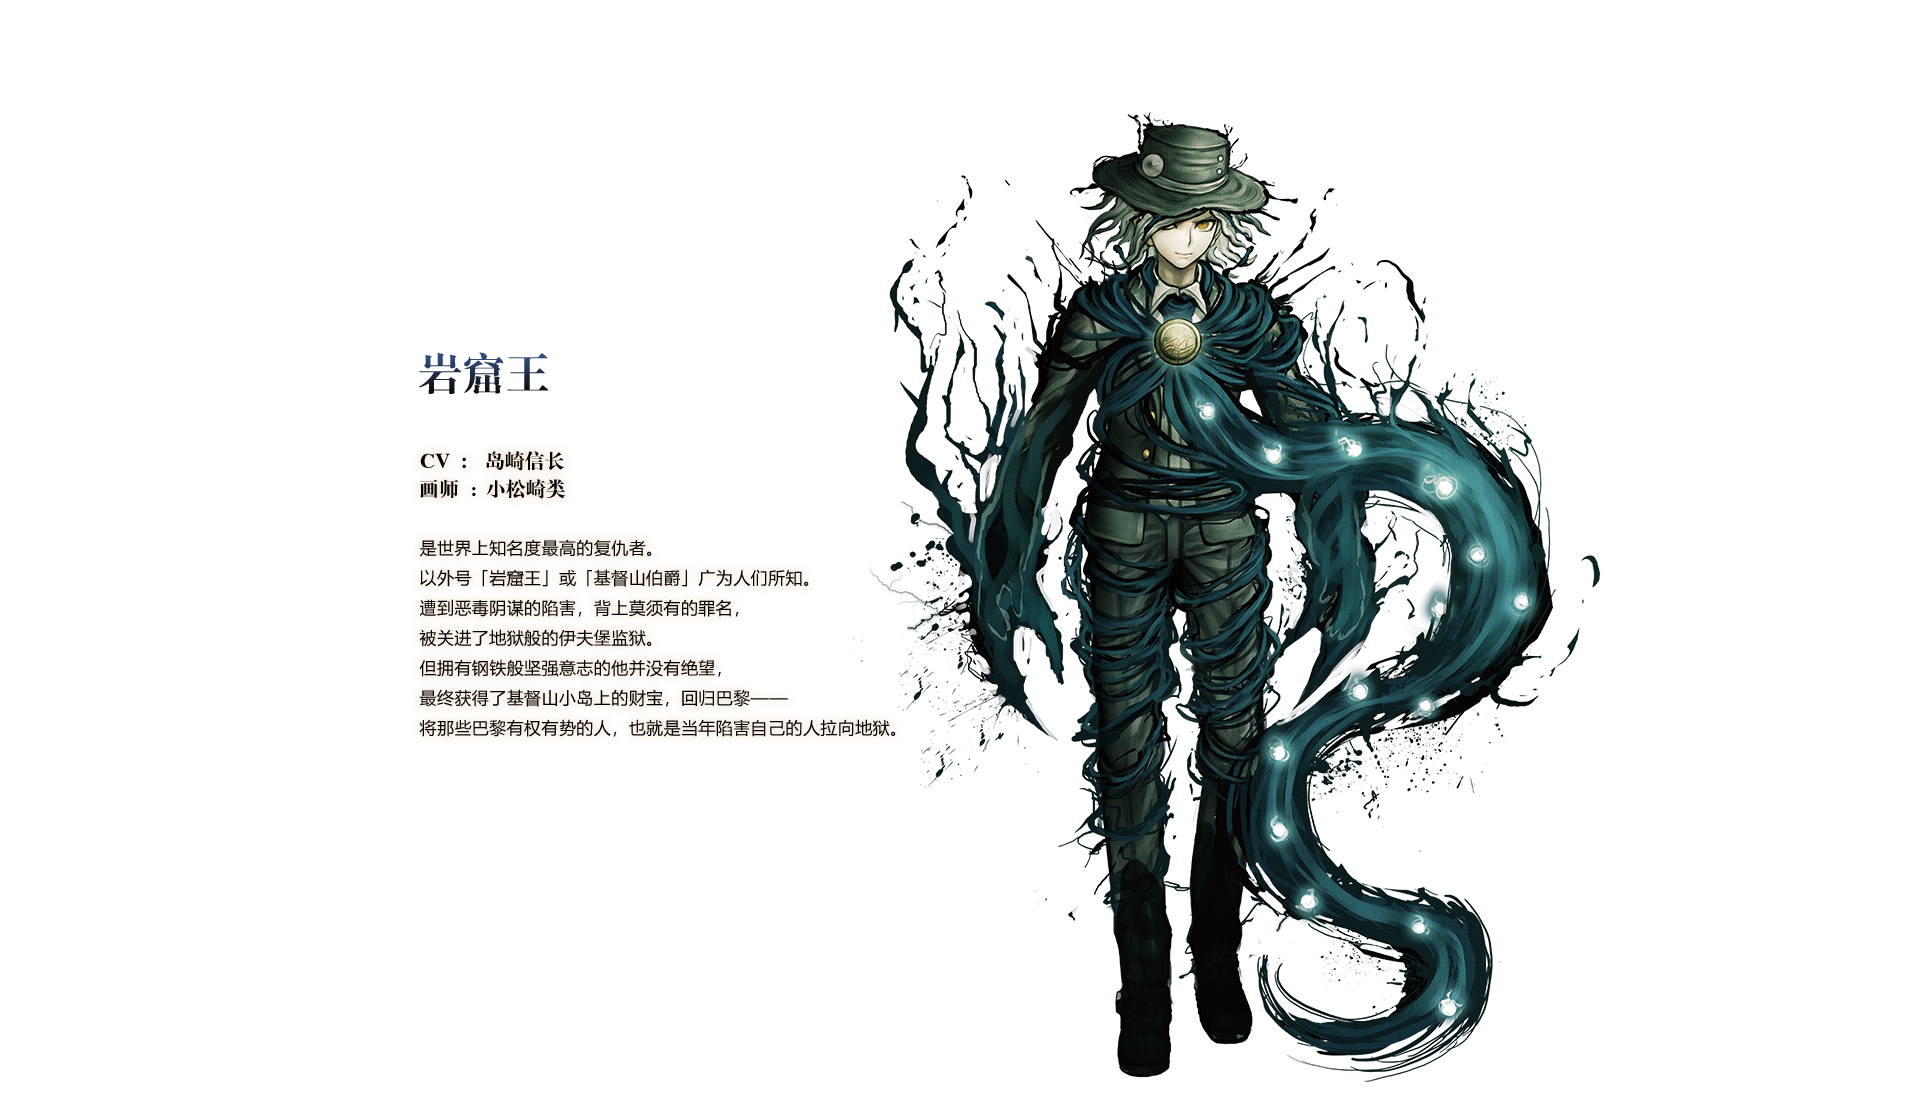 岩窟王
CV ： 岛崎信长
画师 ：小松崎类
是世界上知名度最高的复仇者。
以外号「岩窟王」或「基督山伯爵」广为人们所知。
遭到恶毒阴谋的陷害，背上莫须有的罪名，
被关进了地狱般的伊夫堡监狱。
但拥有钢铁般坚强意志的他并没有绝望，
最终获得了基督山小岛上的财宝，回归巴黎——
将那些巴黎有权有势的人，也就是当年陷害自己的人拉向地狱。